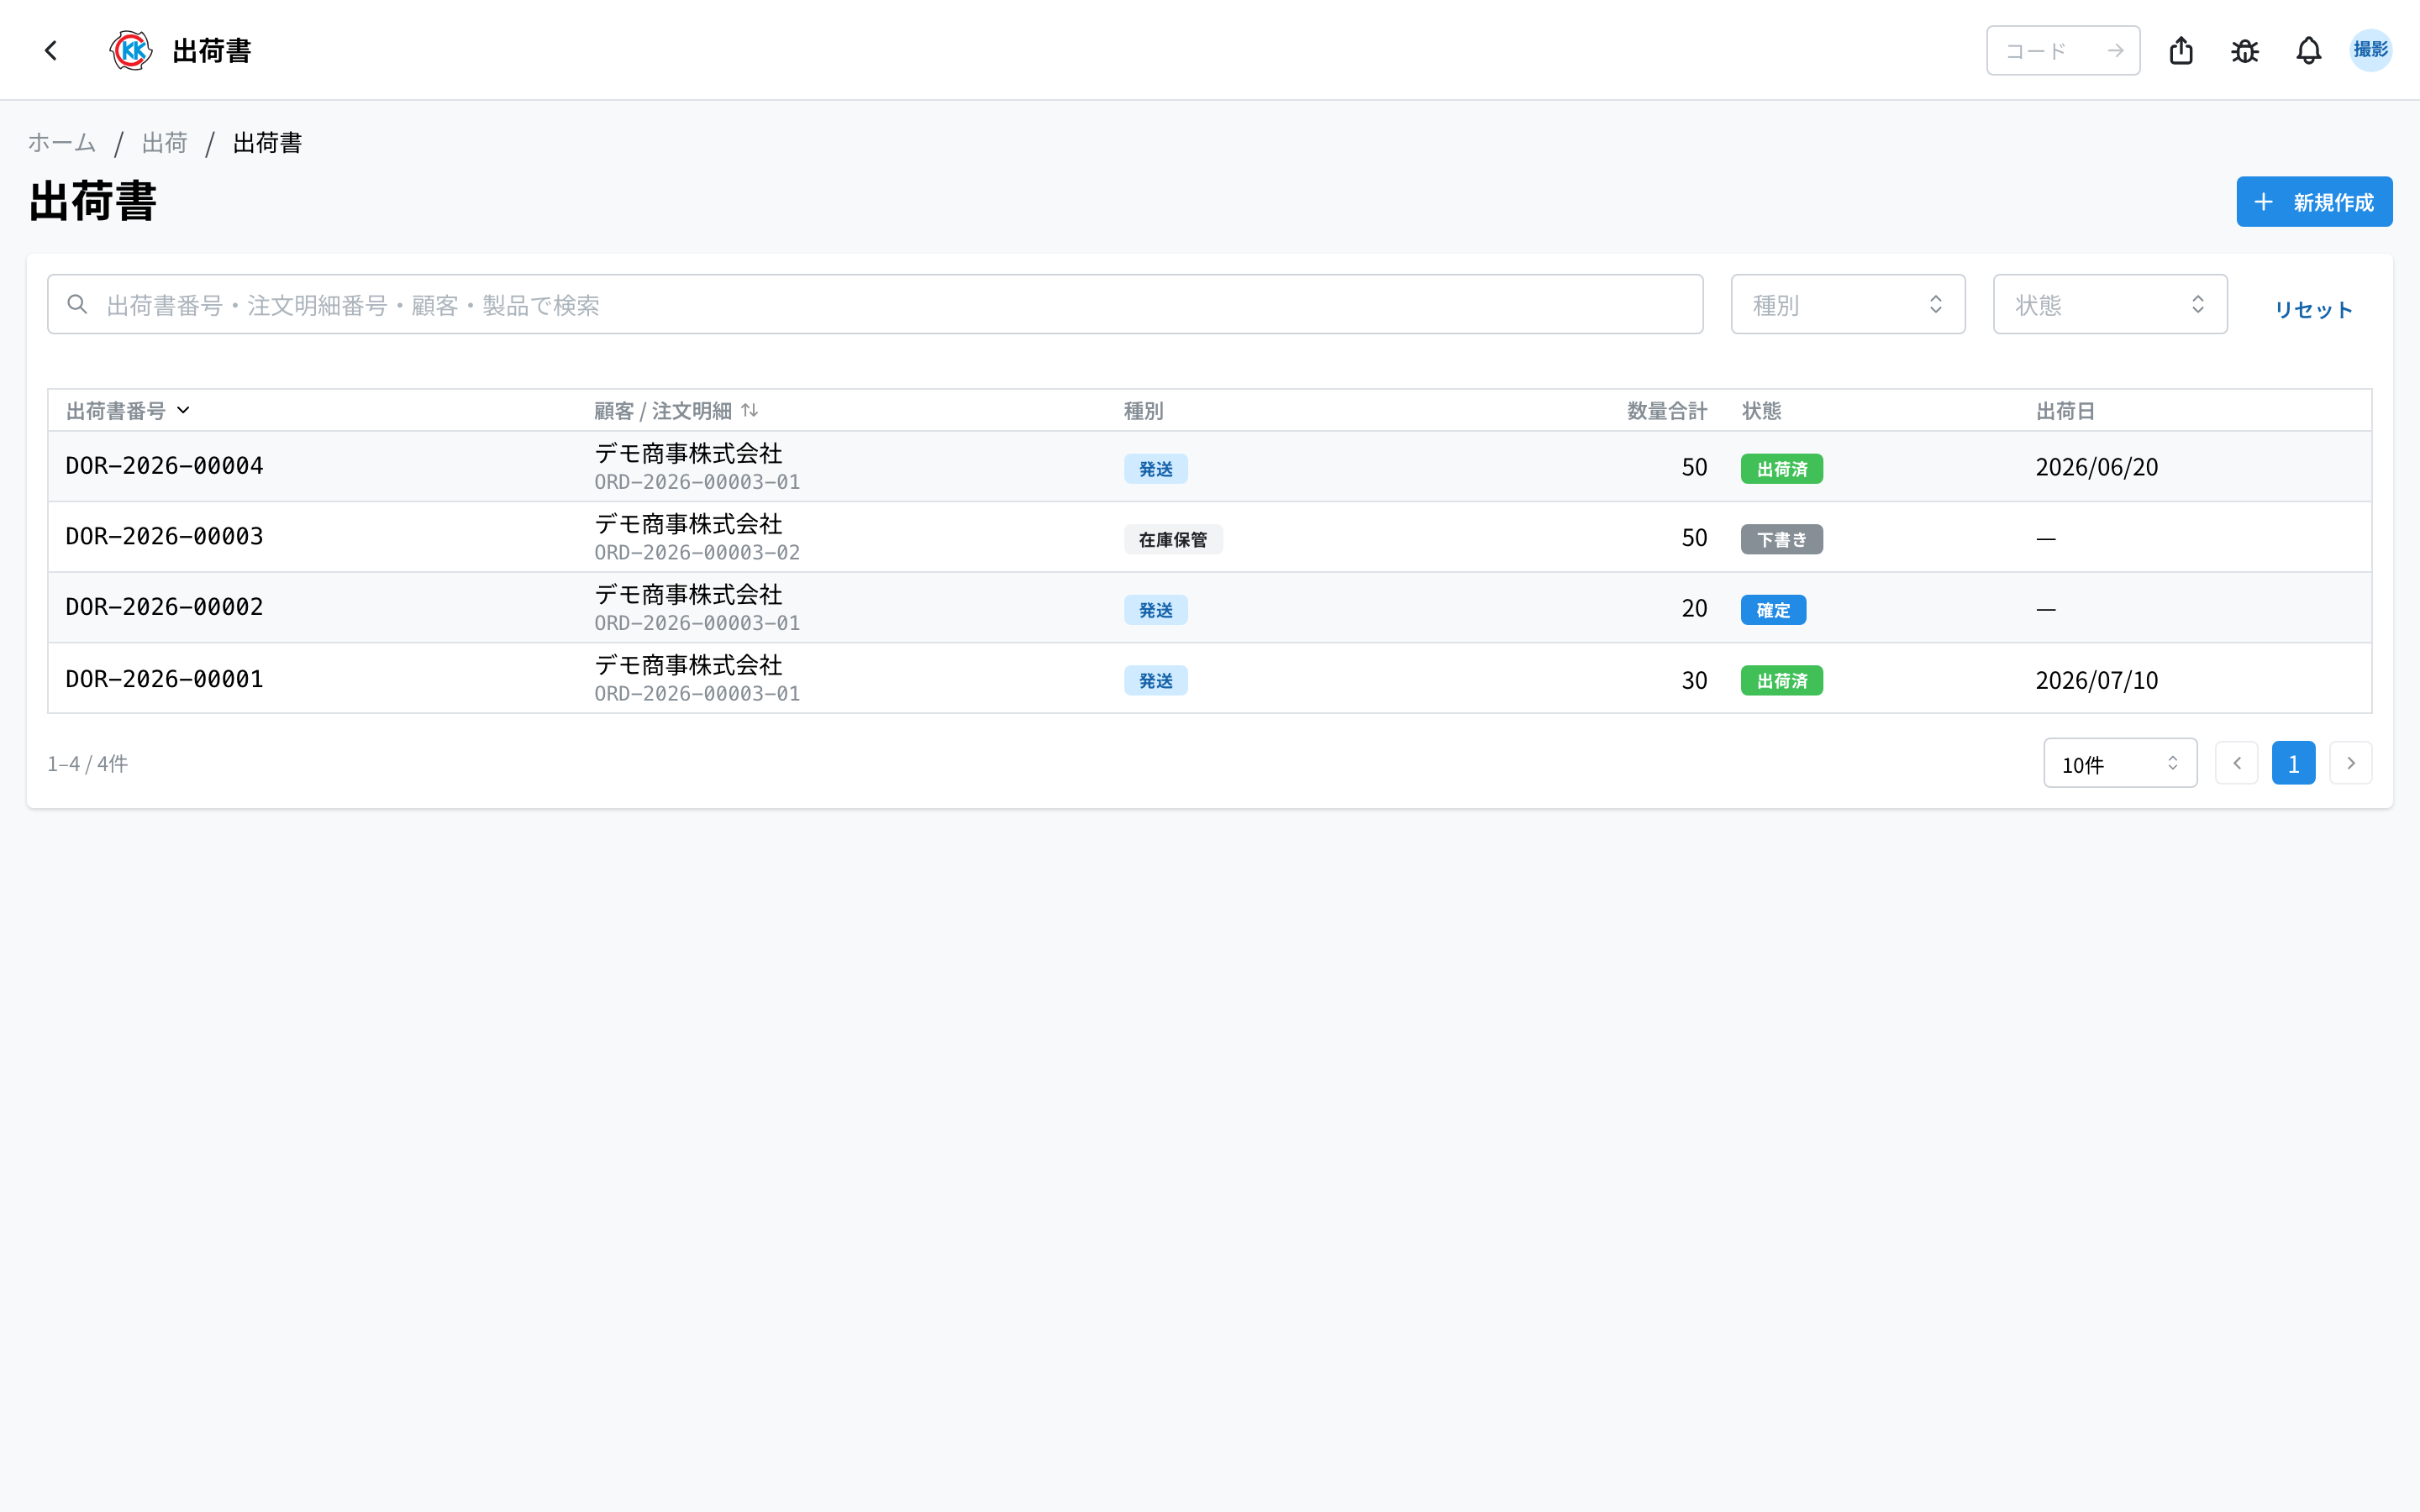 KK 出荷書
コード
撮影
ホーム / 出荷 / 出荷書
出荷書
新規作成
出荷書番号・注文明細番号・顧客・製品で検索
種別
状態
リセット
出荷書番号 顧客 / 注文明細 種別 数量合計 状態 出荷日
DOR-2026-00004 デモ商事株式会社 発送 50 出荷済 2026/06/20
ORD-2026-00003-01
DOR-2026-00003 デモ商事株式会社 在庫保管 50 下書き —
ORD-2026-00003-02
DOR-2026-00002 デモ商事株式会社 発送 20 確定 —
ORD-2026-00003-01
DOR-2026-00001 デモ商事株式会社 発送 30 出荷済 2026/07/10
ORD-2026-00003-01
1–4 / 4件
10件
1